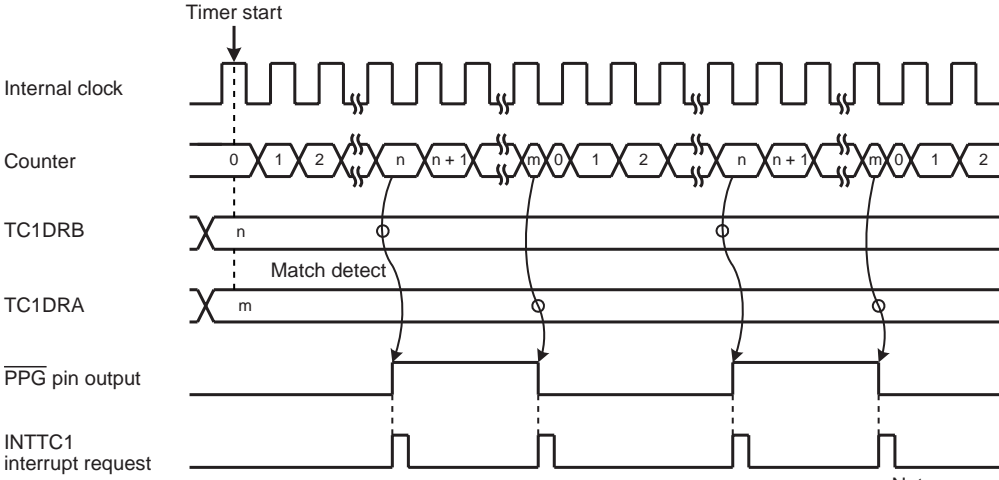 Timer start
Internal clock
Counter
0 1 2 n n + 1 m 0 1 2 n n + 1 m 0 1 2
TC1DRB
n
Match detect
TC1DRA
m
PPG pin output
INTTC1
interrupt request